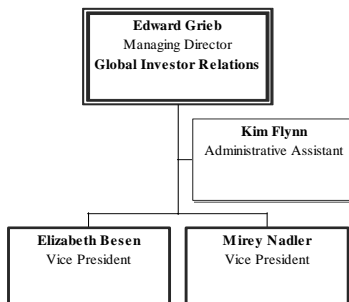 Edward Grieb
Managing Director
Global Investor Relations
Kim Flynn
Administrative Assistant
Elizabeth Besen
Vice President
Mirey Nadler
Vice President